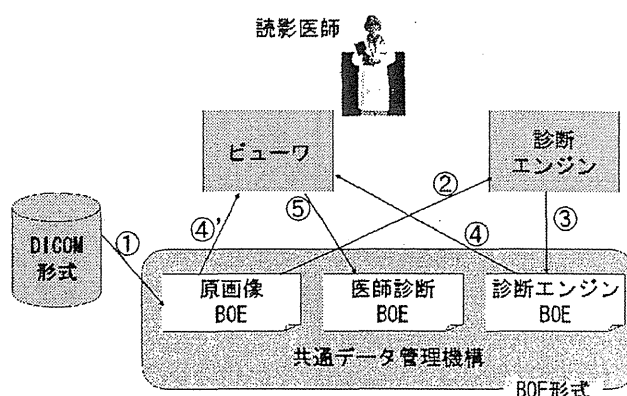 読影医師
ビューワ
診断
エンジン
②
⑤
④'
④
③
①
DICOM
形式
原画像
BOE
医師診断
BOE
診断エンジン
BOE
共通データ管理機構
BOE形式